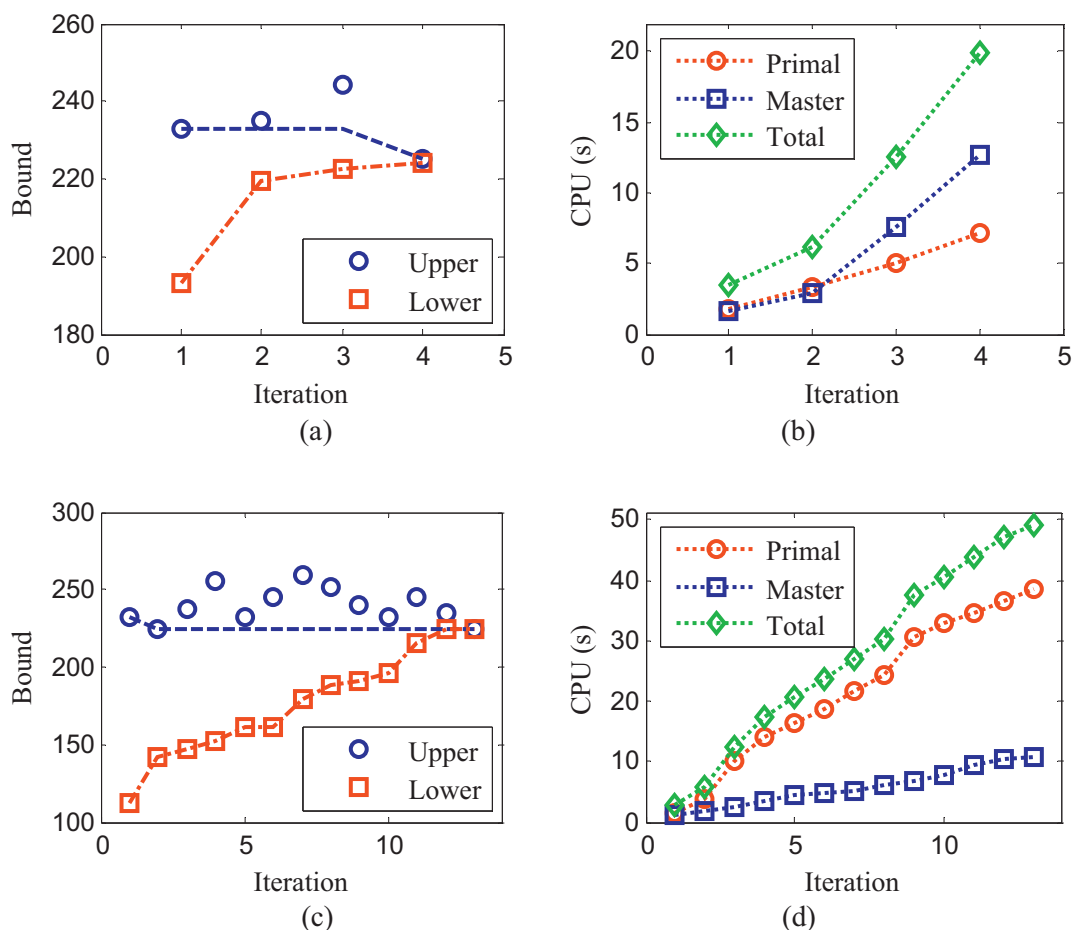 260
240
220
200
180
Bound
Upper
Lower
0
1
2
3
4
5
Iteration
(a)
20
15
10
5
0
CPU (s)
Primal
Master
Total
0
1
2
3
4
5
Iteration
(b)
300
250
200
150
100
Bound
Upper
Lower
0
5
10
Iteration
(c)
50
40
30
20
10
0
CPU (s)
Primal
Master
Total
0
5
10
Iteration
(d)